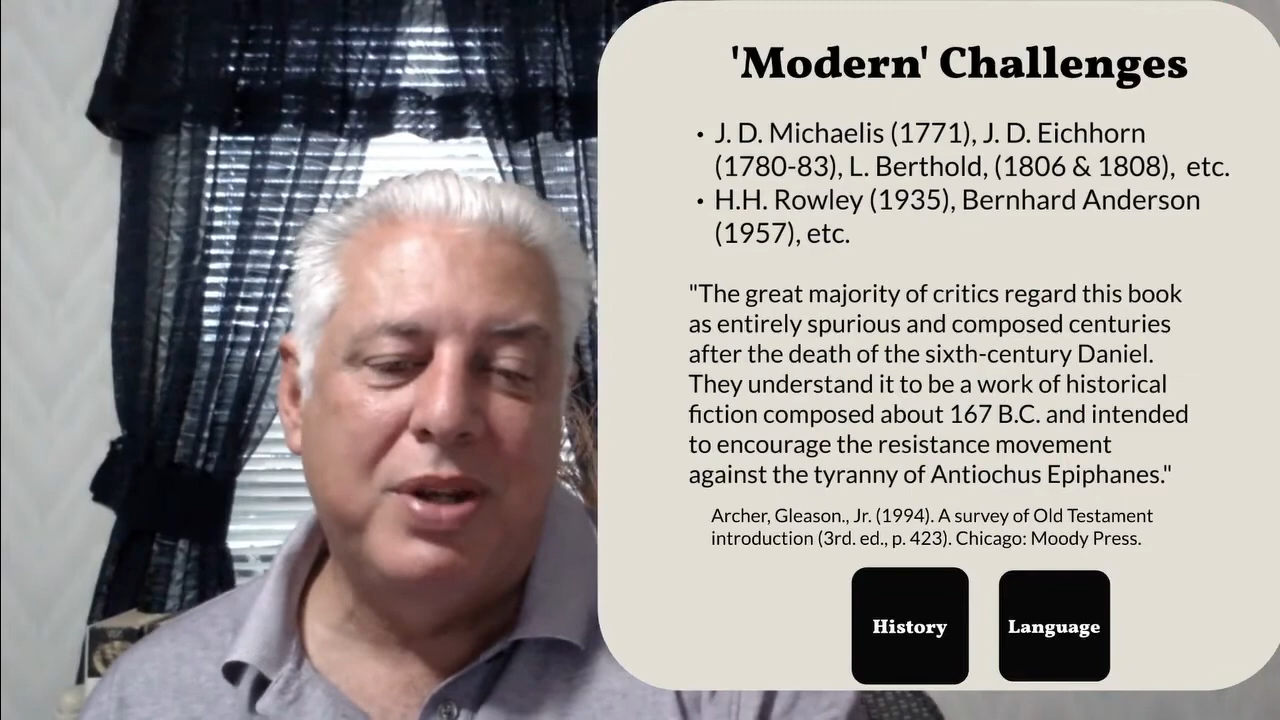 'Modern' Challenges
• J. D. Michaelis (1771), J. D. Eichhorn
(1780-83), L. Berthold, (1806 & 1808), etc.
• H.H. Rowley (1935), Bernhard Anderson
(1957), etc.
"The great majority of critics regard this book
as entirely spurious and composed centuries
after the death of the sixth-century Daniel.
They understand it to be a work of historical
fiction composed about 167 B.C. and intended
to encourage the resistance movement
against the tyranny of Antiochus Epiphanes."
Archer, Gleason., Jr. (1994). A survey of Old Testament
introduction (3rd. ed., p. 423). Chicago: Moody Press.
History
Language